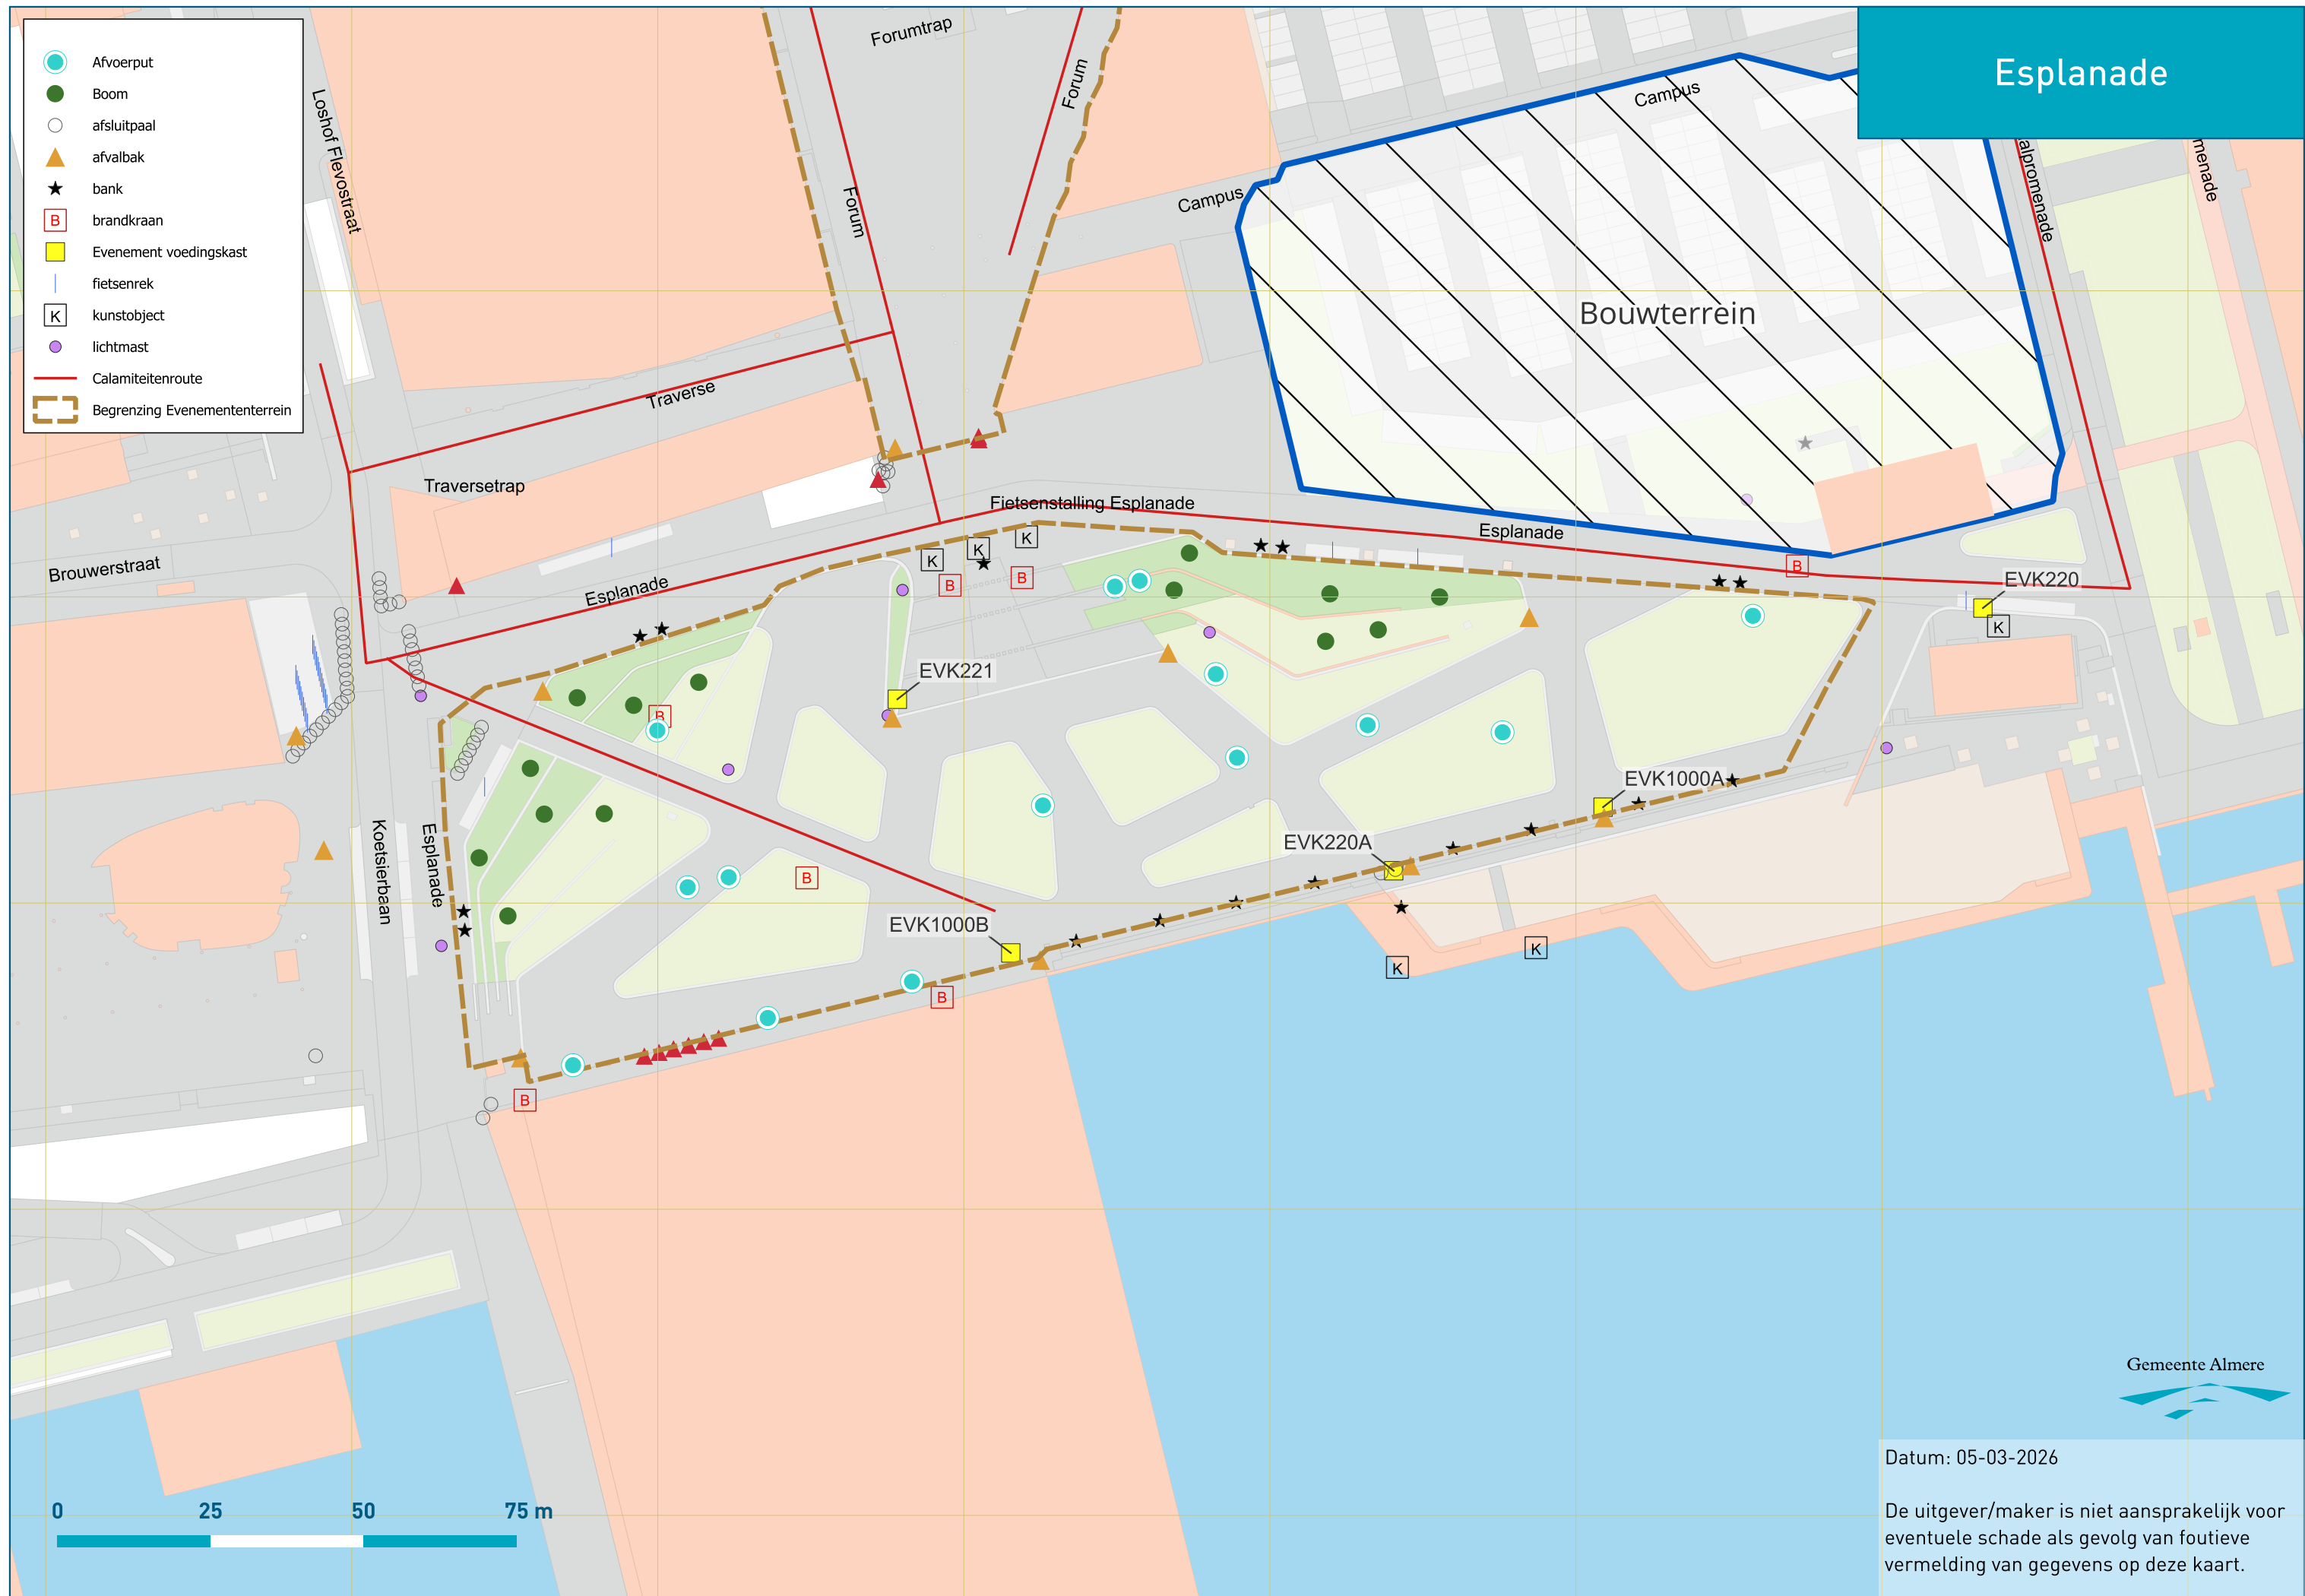 Esplanade
Afvoerput
Boom
afsluitpaal
afvalbak
bank
B brandkraan
Evenement voedingskast
fietsenrek
K kunstobject
lichtmast
Calamiteitenroute
Begrenzing Evenemententerrein
Loshof Flevostraat
Forumtrap
Forum
Forum
Campus
Campus
alpromenade
menade
Bouwterrein
Traverse
Traversetrap
Fietsenstalling Esplanade
Esplanade
Brouwerstraat
Esplanade
K
K
K
B
B
B
EVK220
K
EVK221
B
EVK1000A
Koetsierbaan
Esplanade
EVK220A
B
EVK1000B
K
K
B
B
Gemeente Almere
Datum: 05-03-2026
De uitgever/maker is niet aansprakelijk voor
eventuele schade als gevolg van foutieve
vermelding van gegevens op deze kaart.
0 25 50 75 m